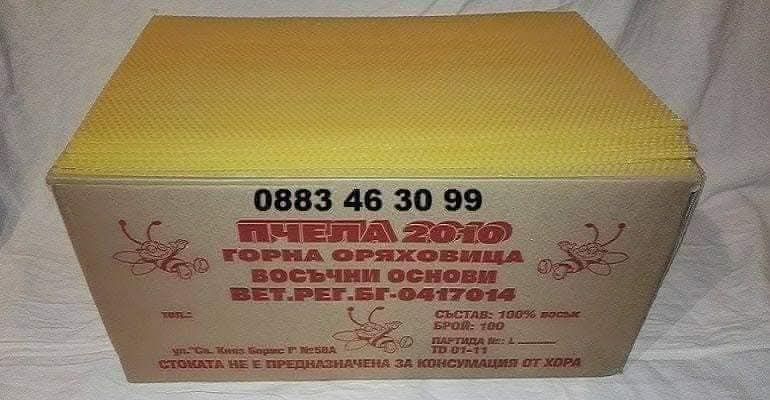 0883 46 30 99
ПЧЕЛА 2010
ГОРНА ОРЯХОВИЦА
ВОСЪЧНИ ОСНОВИ
ВЕТ.РЕГ.БГ-0417014
тип.:
СЪСТАВ: 100% восък
БРОЙ: 100
ПАРТИДА №: L
TD 01-11
ул."Св. Княз Борис I" №58А
СТОКАТА НЕ Е ПРЕДНАЗНАЧЕНА ЗА КОНСУМАЦИЯ ОТ ХОРА